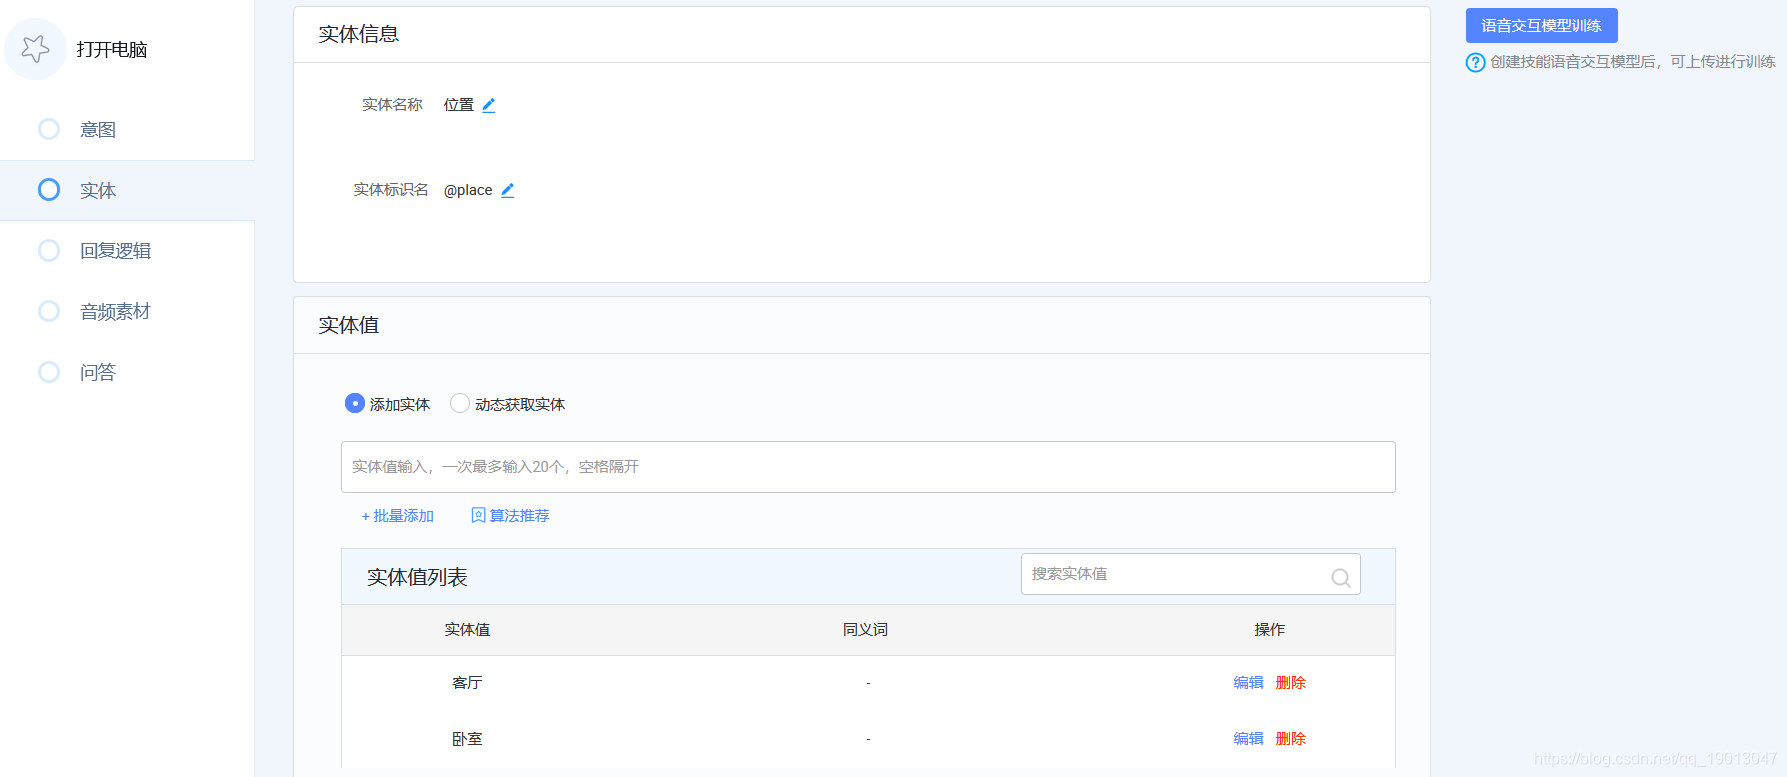 打开电脑
意图
实体
回复逻辑
音频素材
问答
实体信息
实体名称 位置
实体标识名 @place
实体值
添加实体 动态获取实体
实体值输入，一次最多输入20个，空格隔开
+ 批量添加 算法推荐
实体值列表 搜索实体值
实体值 同义词 操作
客厅 - 编辑 删除
卧室 - 编辑 删除
语音交互模型训练
? 创建技能语音交互模型后，可上传进行训练
https://blog.csdn.net/qq_19013047